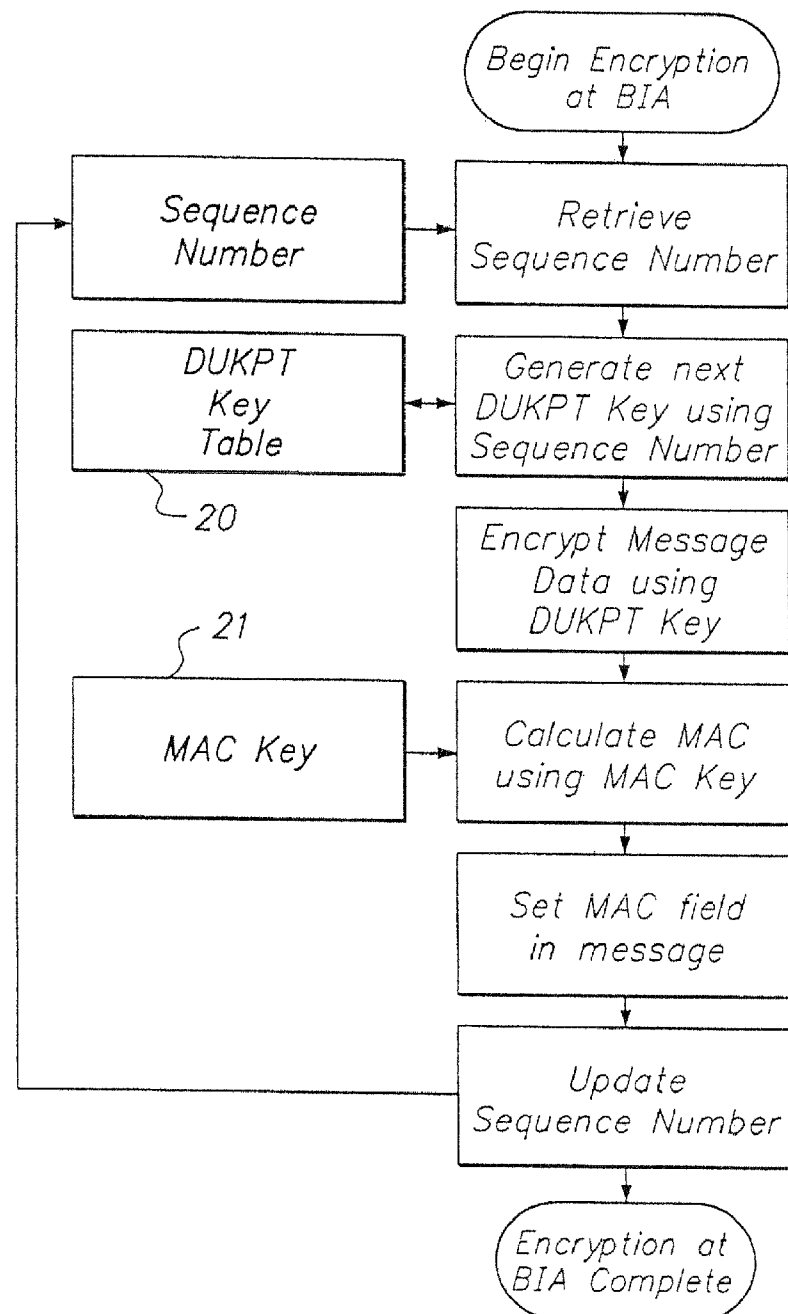 Begin Encryption
at BIA
Sequence
Number
Retrieve
Sequence Number
DUKPT
Key
Table
Generate next
DUKPT Key using
Sequence Number
20
Encrypt Message
Data using
DUKPT Key
21
MAC Key
Calculate MAC
using MAC Key
Set MAC field
in message
Update
Sequence Number
Encryption at
BIA Complete